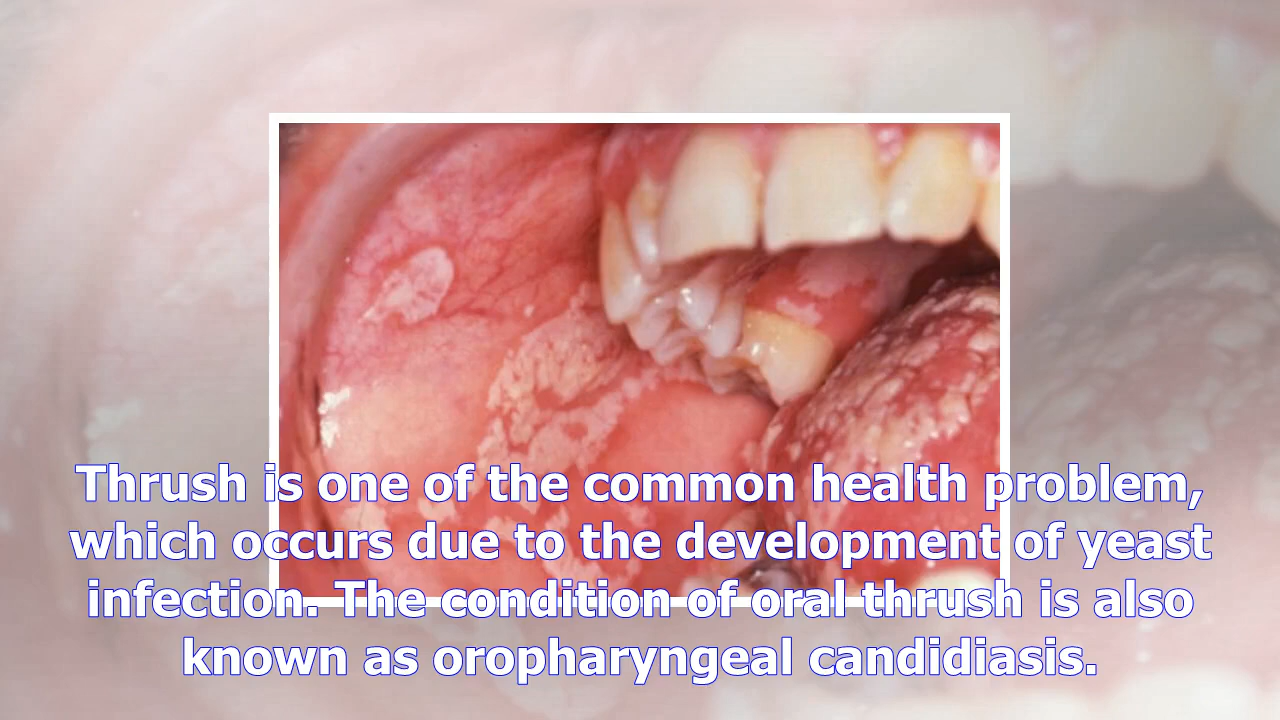 Thrush is one of the common health problem,
which occurs due to the development of yeast
infection. The condition of oral thrush is also
known as oropharyngeal candidiasis.